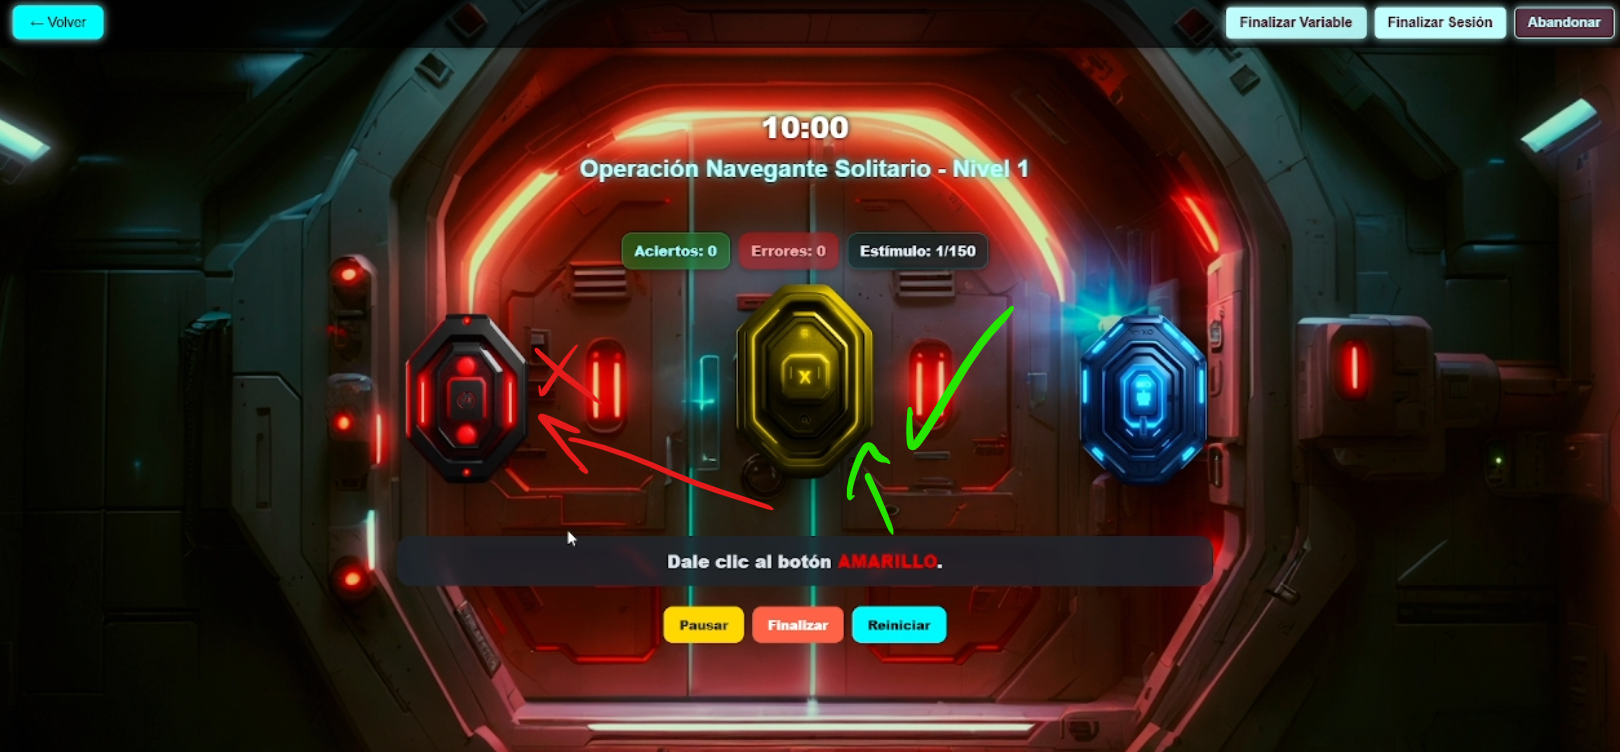 ← Volver
Finalizar Variable
Finalizar Sesión
Abandonar
10:00
Operación Navegante Solitario - Nivel 1
Aciertos: 0
Errores: 0
Estímulo: 1/150
X
Dale clic al botón AMARILLO.
Pausar
Finalizar
Reiniciar